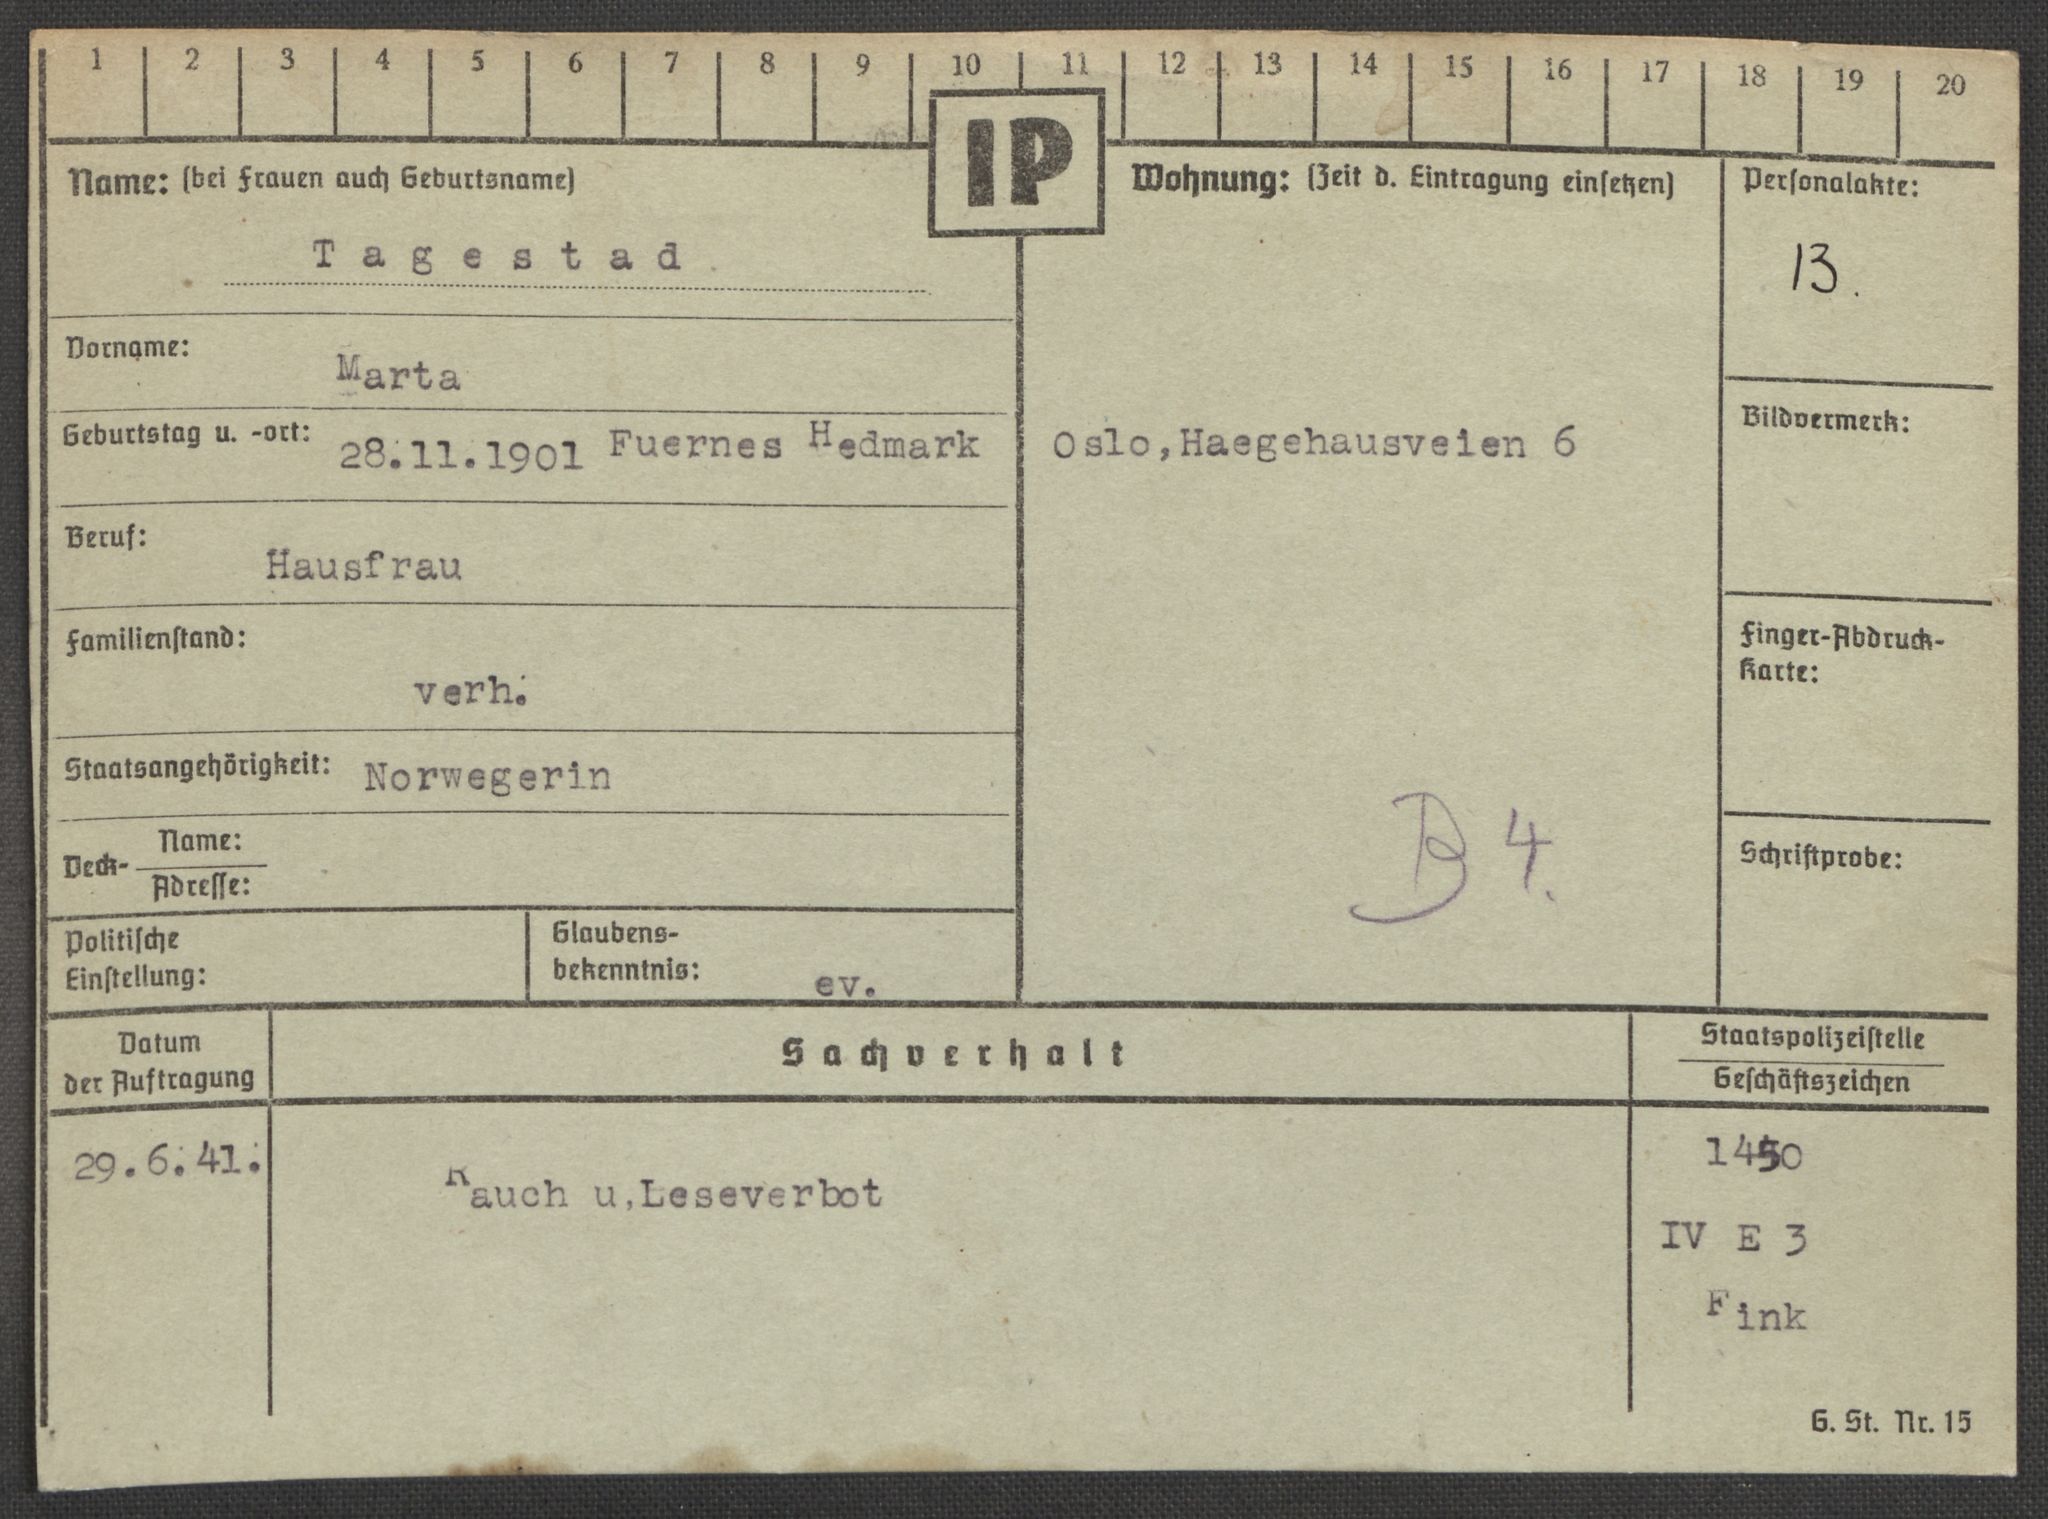 1 2 3 4 5 6 7 8 9 10 11 12 13 14 15 16 17 18 19 20
IP
Name: (bei Frauen auch Geburtsname)
Tagestad
Vorname:
Marta
Geburtstag u. -ort:
28.11.1901 Fuernes Hedmark
Beruf:
Hausfrau
Familienstand:
verh.
Staatsangehörigkeit: Norwegerin
Deck-
Name:
Adresse:
Politische
Einstellung:
Glaubens-
bekenntnis:
ev.
Wohnung: (Zeit d. Eintragung einsetzen)
Oslo,Haegehausveien 6
B 4.
Personalakte:
13.
Bildvermerk:
Finger-Abdruck-
Karte:
Schriftprobe:
Datum
der Auftragung
Sachverhalt
Staatspolizeistelle
Geschäftszeichen
29.6.41.
Rauch u,Leseverbot
1450
IV E 3
Fink
G. St. Nr. 15